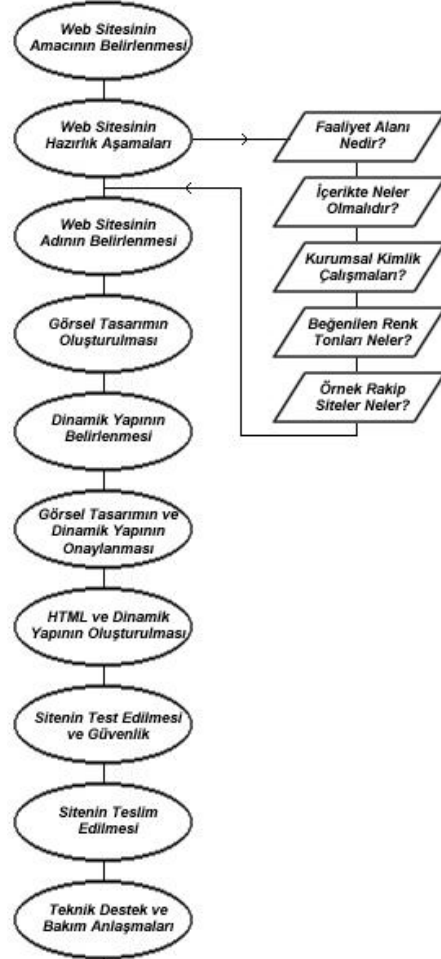 Web Sitesinin
Amacının Belirlenmesi
Web Sitesinin
Hazırlık Aşamaları
Faaliyet Alanı
Nedir?
İçerikte Neler
Olmalıdır?
Kurumsal Kimlik
Çalışmaları?
Beğenilen Renk
Tonları Neler?
Örnek Rakip
Siteler Neler?
Web Sitesinin
Adının Belirlenmesi
Görsel Tasarımın
Oluşturulması
Dinamik Yapının
Belirlenmesi
Görsel Tasarımın ve
Dinamik Yapının
Onaylanması
HTML ve Dinamik
Yapının Oluşturulması
Sitenin Test Edilmesi
ve Güvenlik
Sitenin Teslim
Edilmesi
Teknik Destek ve
Bakım Anlaşmaları